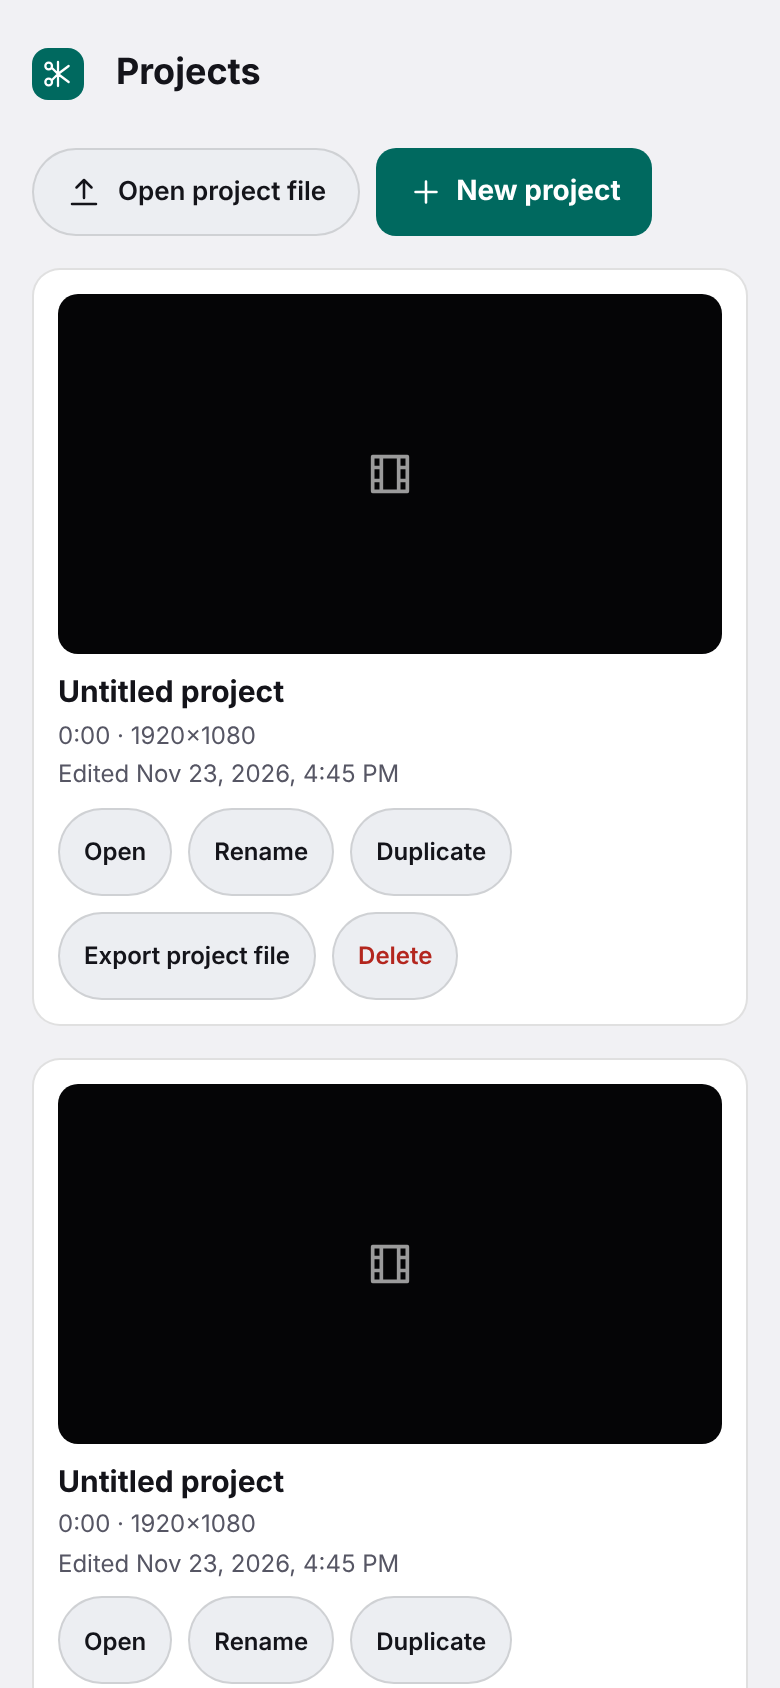 Projects
Open project file
New project
Untitled project
0:00 · 1920×1080
Edited Nov 23, 2026, 4:45 PM
Open Rename Duplicate
Export project file Delete
Untitled project
0:00 · 1920×1080
Edited Nov 23, 2026, 4:45 PM
Open Rename Duplicate